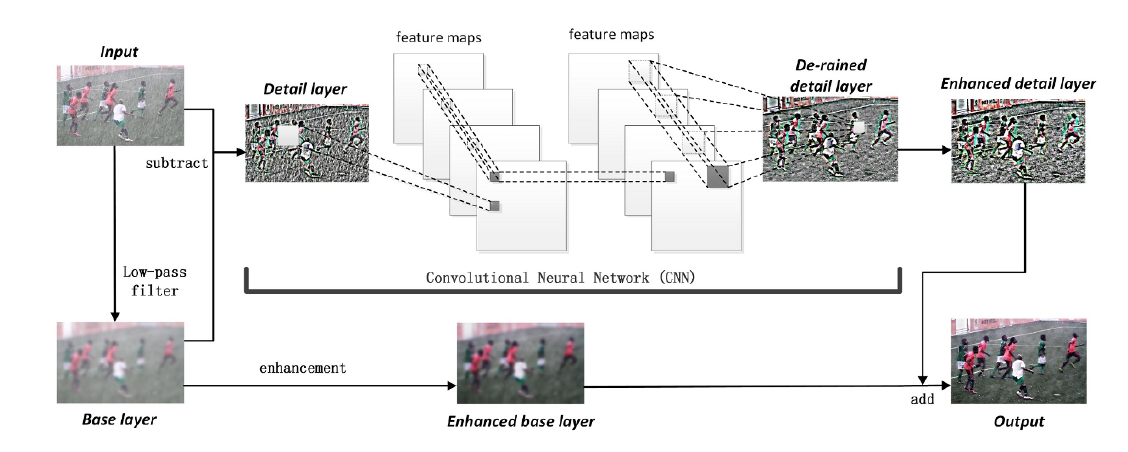 Input
feature maps
feature maps
Detail layer
De-rained
detail layer
Enhanced detail layer
subtract
Low-pass
filter
Convolutional Neural Network (CNN)
enhancement
add
Base layer
Enhanced base layer
Output